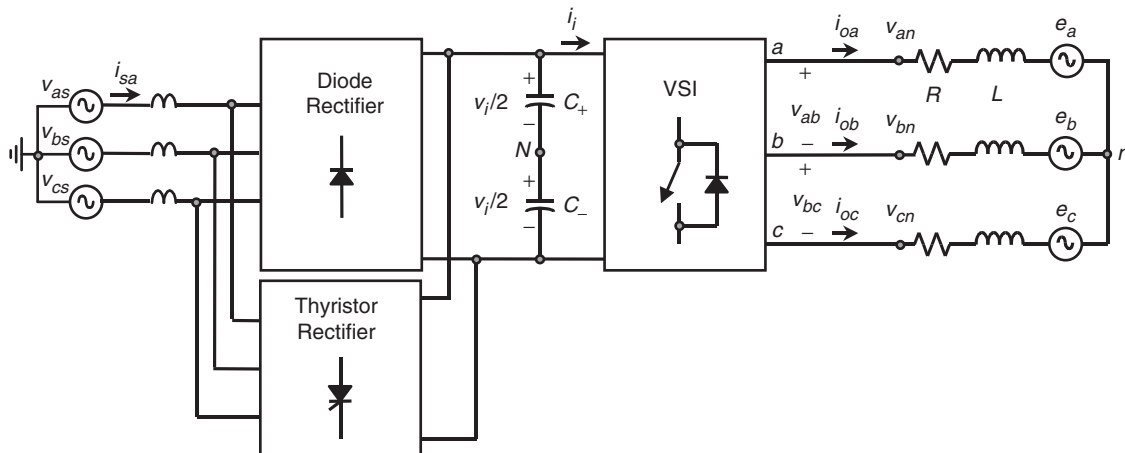 v_as
v_bs
v_cs
i_sa
Diode
Rectifier
Thyristor
Rectifier
i_i
+
v_i/2
C_+
–
N
+
v_i/2
C_–
–
VSI
a
+
v_ab
b
–
+
v_bc
c
–
i_oa
i_ob
i_oc
v_an
v_bn
v_cn
R
L
e_a
e_b
e_c